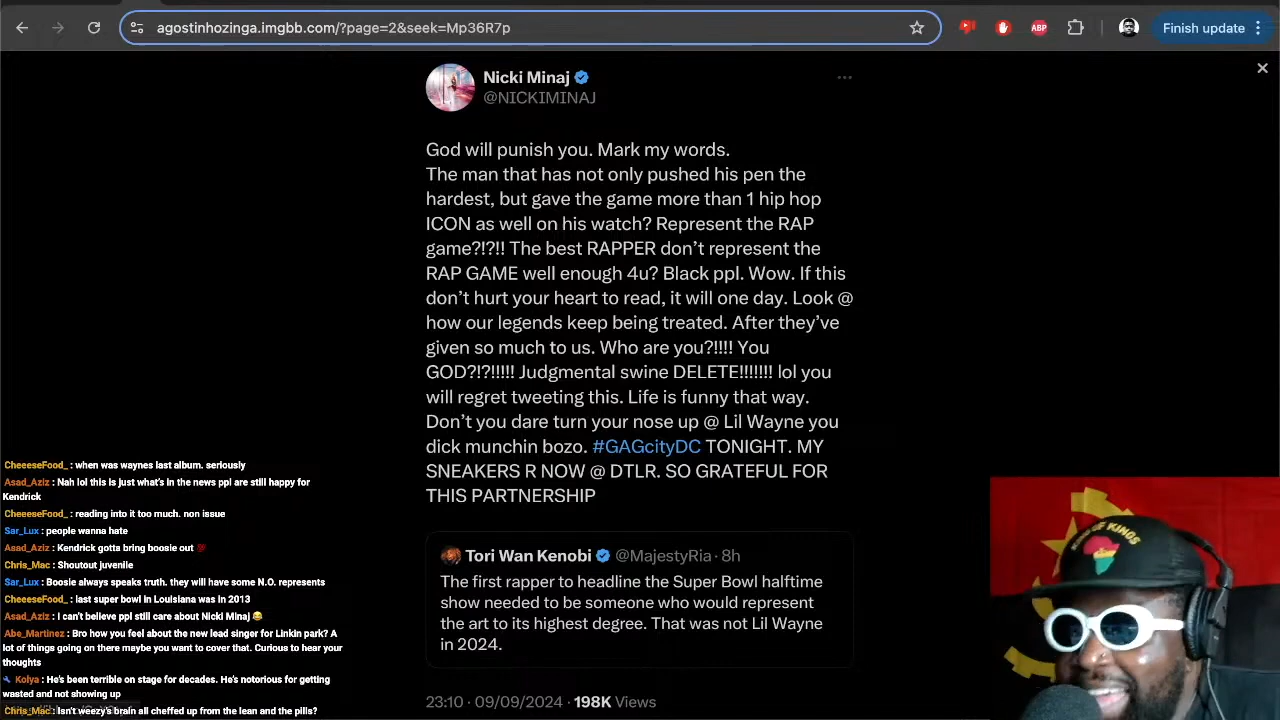 agostinhozinga.imgbb.com/?page=2&seek=Mp36R7p
ABP
Finish update
Nicki Minaj
@NICKIMINAJ
God will punish you. Mark my words.
The man that has not only pushed his pen the
hardest, but gave the game more than 1 hip hop
ICON as well on his watch? Represent the RAP
game?!?!! The best RAPPER don’t represent the
RAP GAME well enough 4u? Black ppl. Wow. If this
don’t hurt your heart to read, it will one day. Look @
how our legends keep being treated. After they’ve
given so much to us. Who are you?!!!! You
GOD?!?!!!!! Judgmental swine DELETE!!!!!!! lol you
will regret tweeting this. Life is funny that way.
Don’t you dare turn your nose up @ Lil Wayne you
dick munchin bozo. #GAGcityDC TONIGHT. MY
SNEAKERS R NOW @ DTLR. SO GRATEFUL FOR
THIS PARTNERSHIP
Tori Wan Kenobi @MajestyRia · 8h
The first rapper to headline the Super Bowl halftime
show needed to be someone who would represent
the art to its highest degree. That was not Lil Wayne
in 2024.
23:10 · 09/09/2024 · 198K Views
CheeeseFood_ : when was waynes last album. seriously
Asad_Aziz : Nah lol this is just what's in the news ppl are still happy for
Kendrick
CheeeseFood_ : reading into it too much. non issue
Sar_Lux : people wanna hate
Asad_Aziz : Kendrick gotta bring boosie out 💯
Chris_Mac : Shoutout juvenile
Sar_Lux : Boosie always speaks truth. they will have some N.O. represents
CheeeseFood_ : last super bowl in Louisiana was in 2013
Asad_Aziz : I can't believe ppl still care about Nicki Minaj 😂
Abe_Martinez : Bro how you feel about the new lead singer for Linkin park? A
lot of things going on there maybe you want to cover that. Curious to hear your
thoughts
Kolya : He's been terrible on stage for decades. He's notorious for getting
wasted and not showing up
Chris_Mac : Isn't weezy's brain all cheffed up from the lean and the pills?
KING OF KINGS